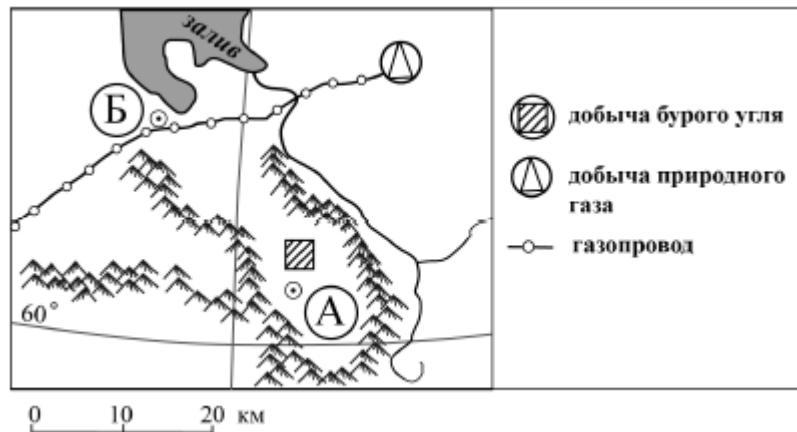 залив
Б
А
60°
0 10 20 км
добыча бурого угля
добыча природного
газа
газопровод